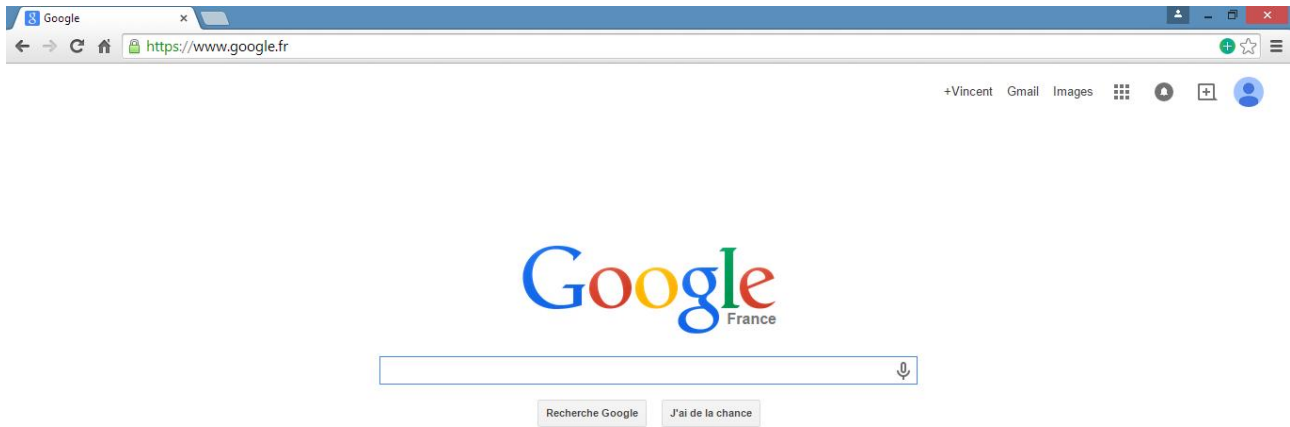 Google
https://www.google.fr
+Vincent Gmail Images
Google
France
Recherche Google J'ai de la chance